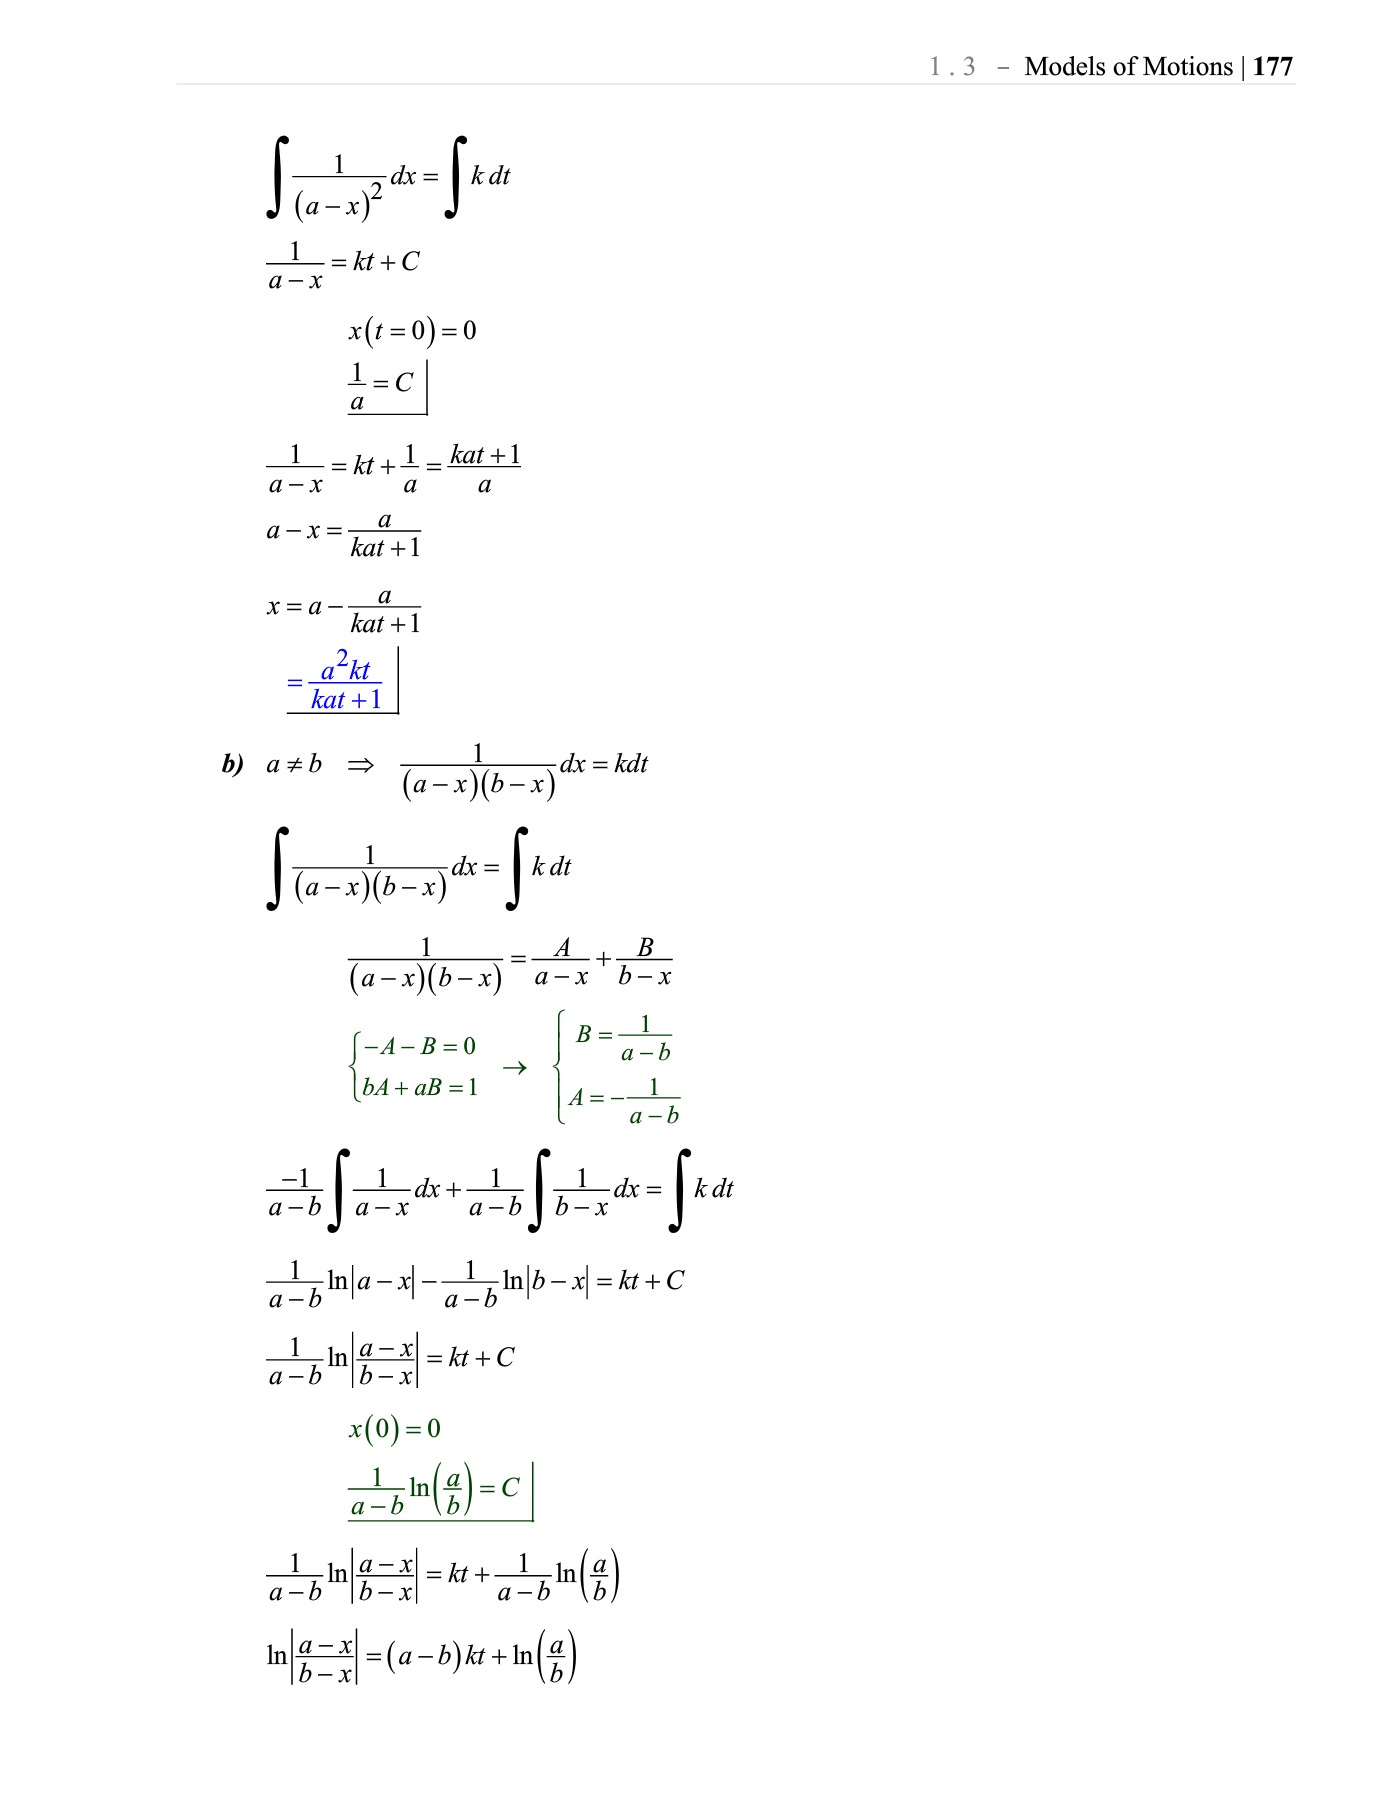 1 . 3 – Models of Motions | 177
∫ 1/(a − x)² dx = ∫ k dt
1/(a − x) = kt + C
x(t = 0) = 0
1/a = C
1/(a − x) = kt + 1/a = (kat + 1)/a
a − x = a/(kat + 1)
x = a − a/(kat + 1)
= a²kt/(kat + 1)
b) a ≠ b ⇒ 1/((a − x)(b − x)) dx = kdt
∫ 1/((a − x)(b − x)) dx = ∫ k dt
1/((a − x)(b − x)) = A/(a − x) + B/(b − x)
{ −A − B = 0 ; bA + aB = 1 → { B = 1/(a − b) ; A = −1/(a − b)
−1/(a − b) ∫ 1/(a − x) dx + 1/(a − b) ∫ 1/(b − x) dx = ∫ k dt
1/(a − b) ln|a − x| − 1/(a − b) ln|b − x| = kt + C
1/(a − b) ln|(a − x)/(b − x)| = kt + C
x(0) = 0
1/(a − b) ln(a/b) = C
1/(a − b) ln|(a − x)/(b − x)| = kt + 1/(a − b) ln(a/b)
ln|(a − x)/(b − x)| = (a − b) kt + ln(a/b)